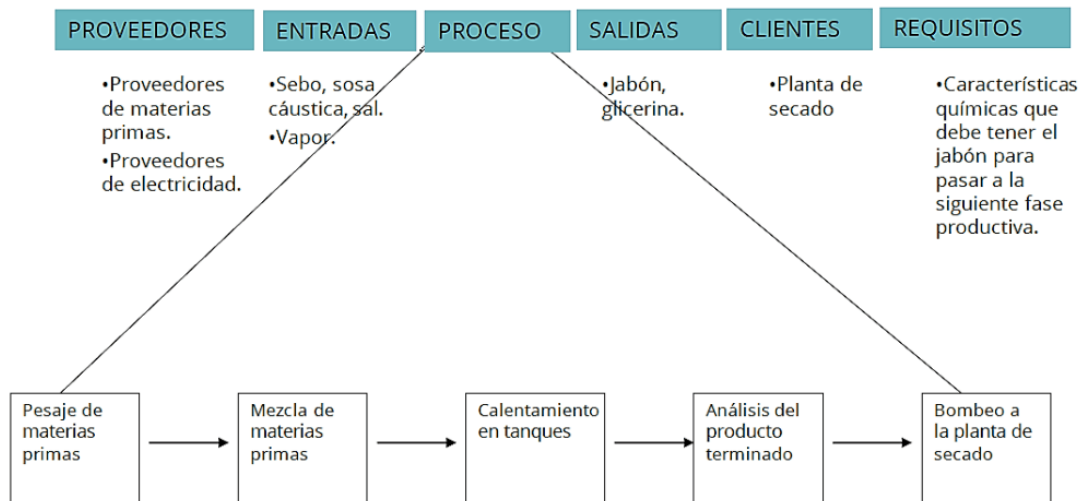 PROVEEDORES
ENTRADAS
PROCESO
SALIDAS
CLIENTES
REQUISITOS
•Proveedores
de materias
primas.
•Proveedores
de electricidad.
•Sebo, sosa
cáustica, sal.
•Vapor.
•Jabón,
glicerina.
•Planta de
secado
•Características
químicas que
debe tener el
jabón para
pasar a la
siguiente fase
productiva.
Pesaje de
materias
primas
Mezcla de
materias
primas
Calentamiento
en tanques
Análisis del
producto
terminado
Bombeo a
la planta de
secado